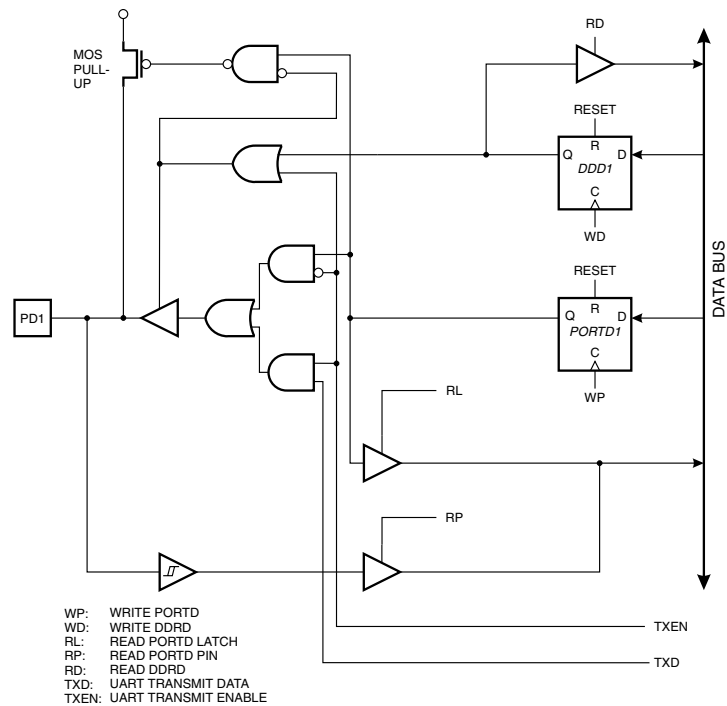 RD
MOS
PULL-
UP
RESET
R
Q
D
DDD1
C
WD
RESET
R
PD1
Q
D
PORTD1
C
WP
DATA BUS
RL
RP
WP: WRITE PORTD
WD: WRITE DDRD
RL: READ PORTD LATCH
RP: READ PORTD PIN
RD: READ DDRD
TXD: UART TRANSMIT DATA
TXEN: UART TRANSMIT ENABLE
TXEN
TXD